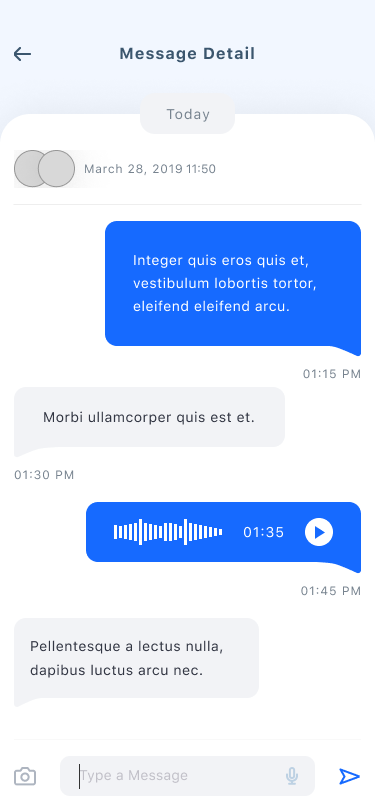 Message Detail
Today
March 28, 2019 11:50
Integer quis eros quis et,
vestibulum lobortis tortor,
eleifend eleifend arcu.
01:15 PM
Morbi ullamcorper quis est et.
01:30 PM
01:35
01:45 PM
Pellentesque a lectus nulla,
dapibus luctus arcu nec.
Type a Message